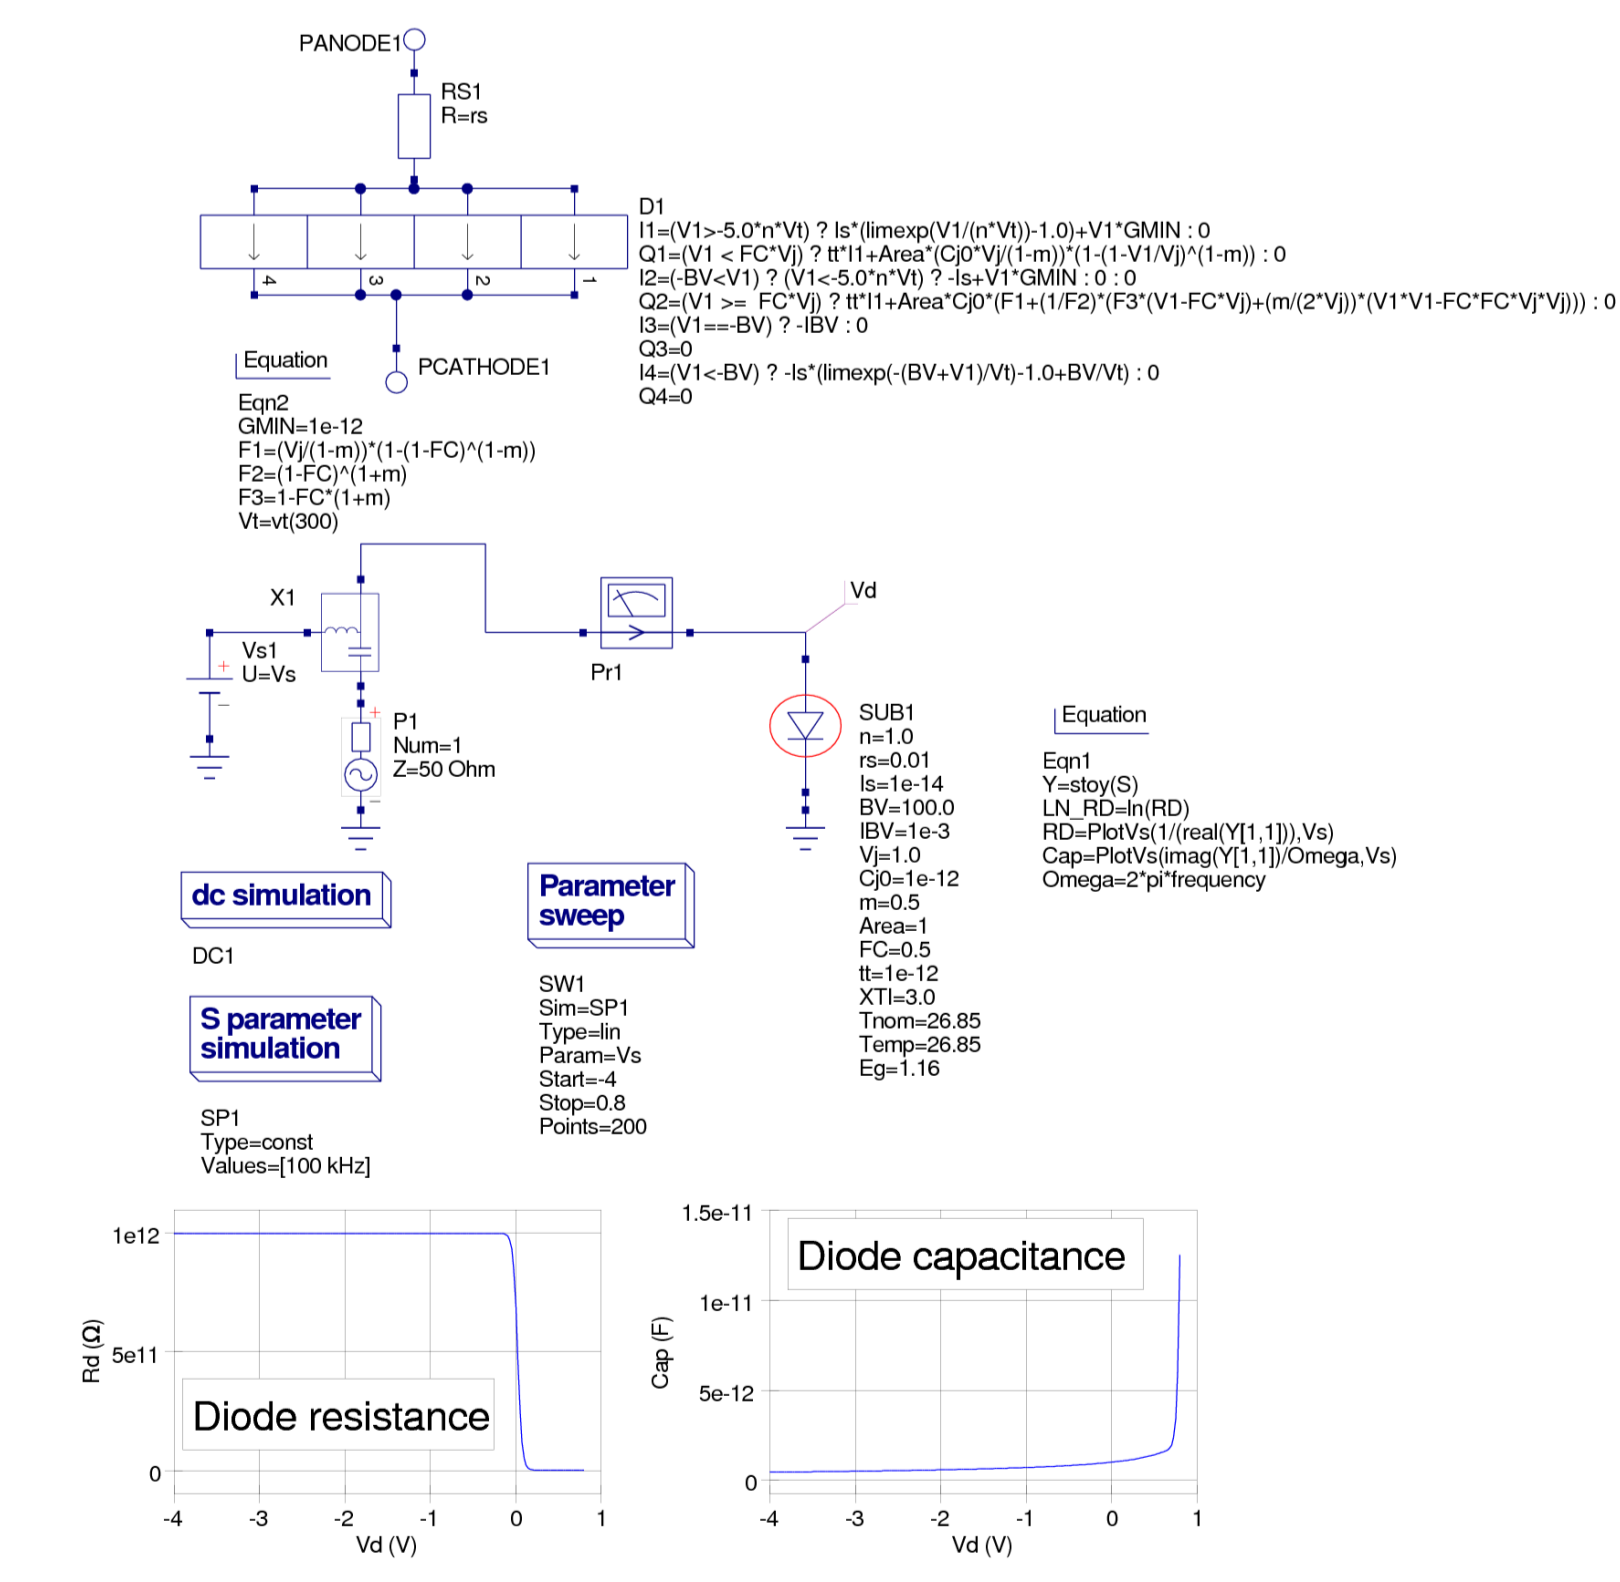 PANODE1
RS1
R=rs
D1
I1=(V1>-5.0*n*Vt) ? Is*(limexp(V1/(n*Vt))-1.0)+V1*GMIN : 0
Q1=(V1 < FC*Vj) ? tt*I1+Area*(Cj0*Vj/(1-m))*(1-(1-V1/Vj)^(1-m)) : 0
I2=(-BV<V1) ? (V1<-5.0*n*Vt) ? -Is+V1*GMIN : 0 : 0
Q2=(V1 >=  FC*Vj) ? tt*I1+Area*Cj0*(F1+(1/F2)*(F3*(V1-FC*Vj)+(m/(2*Vj))*(V1*V1-FC*FC*Vj*Vj))) : 0
I3=(V1==-BV) ? -IBV : 0
Q3=0
I4=(V1<-BV) ? -Is*(limexp(-(BV+V1)/Vt)-1.0+BV/Vt) : 0
Q4=0
4
3
2
1
PCATHODE1
Equation
Eqn2
GMIN=1e-12
F1=(Vj/(1-m))*(1-(1-FC)^(1-m))
F2=(1-FC)^(1+m)
F3=1-FC*(1+m)
Vt=vt(300)
X1
Vs1
U=Vs
+
−
P1
Num=1
Z=50 Ohm
+
−
Pr1
Vd
SUB1
n=1.0
rs=0.01
Is=1e-14
BV=100.0
IBV=1e-3
Vj=1.0
Cj0=1e-12
m=0.5
Area=1
FC=0.5
tt=1e-12
XTI=3.0
Tnom=26.85
Temp=26.85
Eg=1.16
Equation
Eqn1
Y=stoy(S)
LN_RD=ln(RD)
RD=PlotVs(1/(real(Y[1,1])),Vs)
Cap=PlotVs(imag(Y[1,1])/Omega,Vs)
Omega=2*pi*frequency
dc simulation
DC1
S parameter
simulation
SP1
Type=const
Values=[100 kHz]
Parameter
sweep
SW1
Sim=SP1
Type=lin
Param=Vs
Start=-4
Stop=0.8
Points=200
1e12
5e11
0
Rd (Ω)
Diode resistance
-4 -3 -2 -1 0 1
Vd (V)
1.5e-11
1e-11
5e-12
0
Cap (F)
Diode capacitance
-4 -3 -2 -1 0 1
Vd (V)